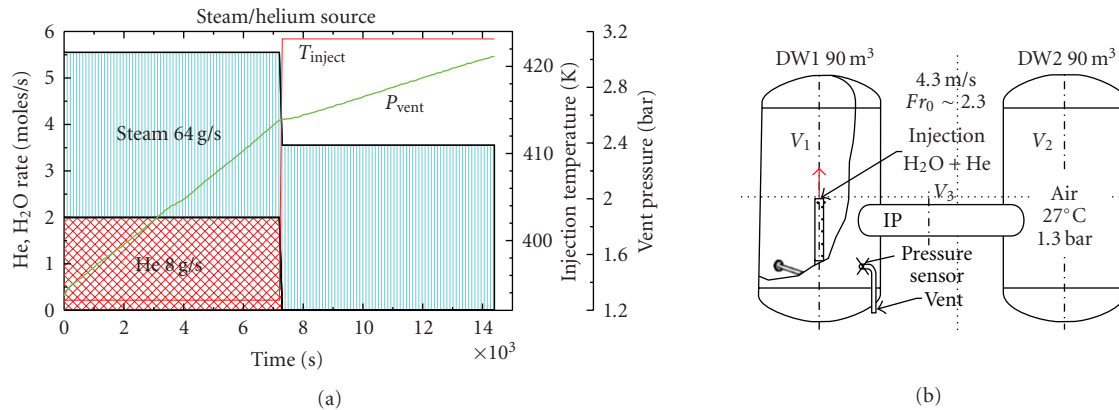 Steam/helium source
6
5
4
3
2
1
0
He, H₂O rate (moles/s)
Steam 64 g/s
He 8 g/s
T_inject
P_vent
0 2 4 6 8 10 12 14
×10³
Time (s)
420
410
400
Injection temperature (K)
3.2
2.8
2.4
2
1.6
1.2
Vent pressure (bar)
(a)
DW1 90 m³
DW2 90 m³
4.3 m/s
Fr₀ ~ 2.3
V₁
Injection
H₂O + He
V₂
V₃
IP
Air
27°C
1.3 bar
Pressure
sensor
Vent
(b)